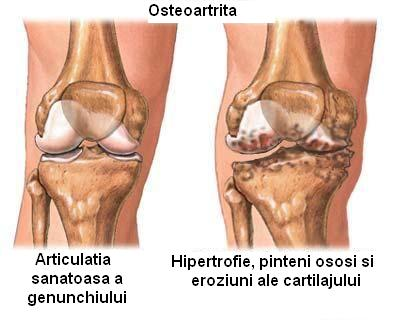 Osteoartrita
Articulatia
sanatoasa a
genunchiului
Hipertrofie, pinteni ososi si
eroziuni ale cartilajului